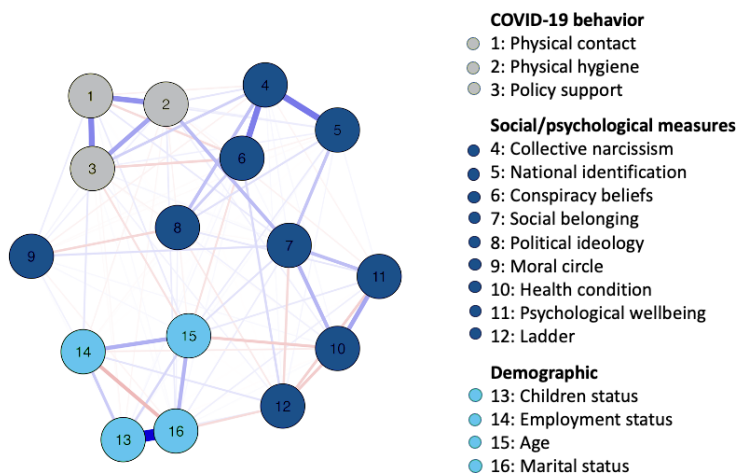 COVID-19 behavior
1: Physical contact
2: Physical hygiene
3: Policy support
Social/psychological measures
4: Collective narcissism
5: National identification
6: Conspiracy beliefs
7: Social belonging
8: Political ideology
9: Moral circle
10: Health condition
11: Psychological wellbeing
12: Ladder
Demographic
13: Children status
14: Employment status
15: Age
16: Marital status
1
2
3
4
5
6
7
8
9
10
11
12
13
14
15
16